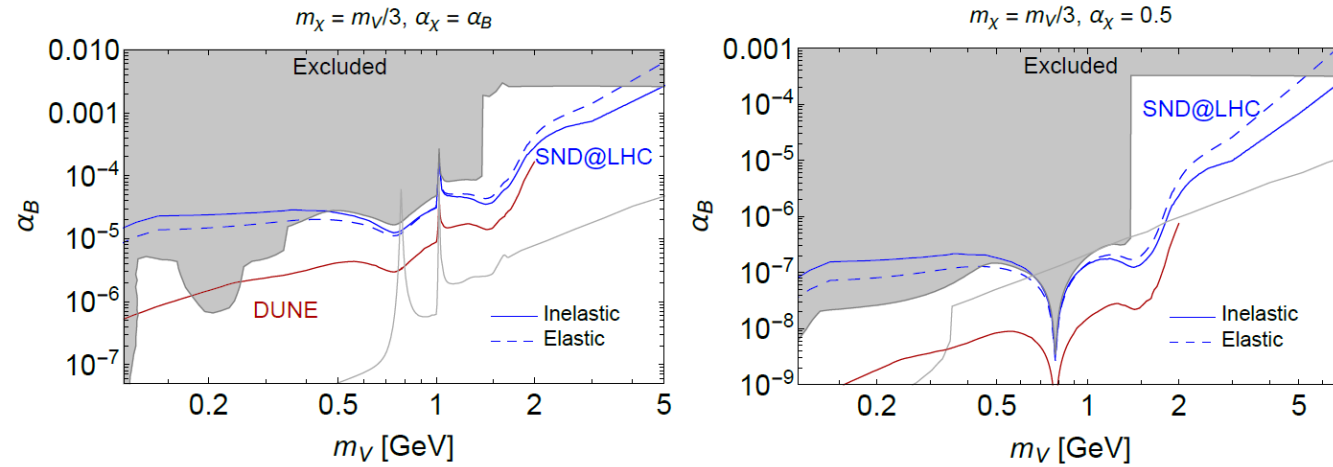 m_χ = m_V/3, α_χ = α_B
0.010
0.001
10⁻⁴
10⁻⁵
10⁻⁶
10⁻⁷
α_B
Excluded
SND@LHC
DUNE
Inelastic
Elastic
0.2 0.5 1 2 5
m_V [GeV]
m_χ = m_V/3, α_χ = 0.5
0.001
10⁻⁴
10⁻⁵
10⁻⁶
10⁻⁷
10⁻⁸
10⁻⁹
α_B
Excluded
SND@LHC
Inelastic
Elastic
0.2 0.5 1 2 5
m_V [GeV]